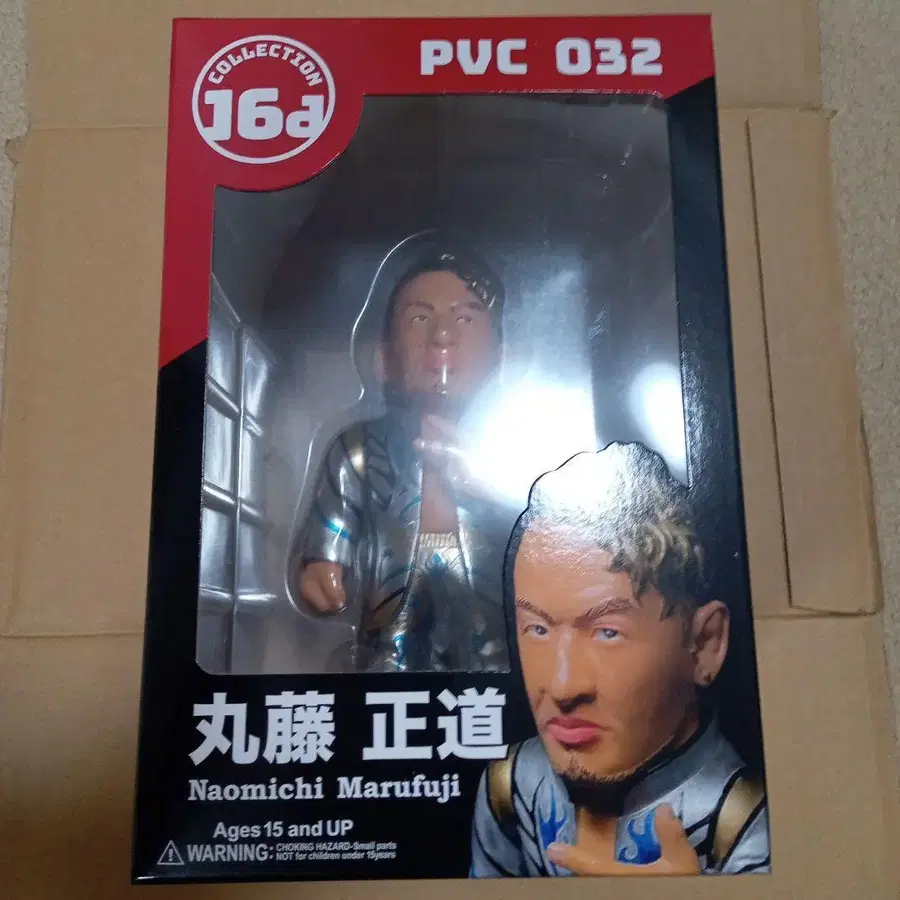 COLLECTION
16d
PVC 032
丸藤 正道
Naomichi Marufuji
Ages 15 and UP
WARNING: CHOKING HAZARD-Small parts
NOT for children under 15years